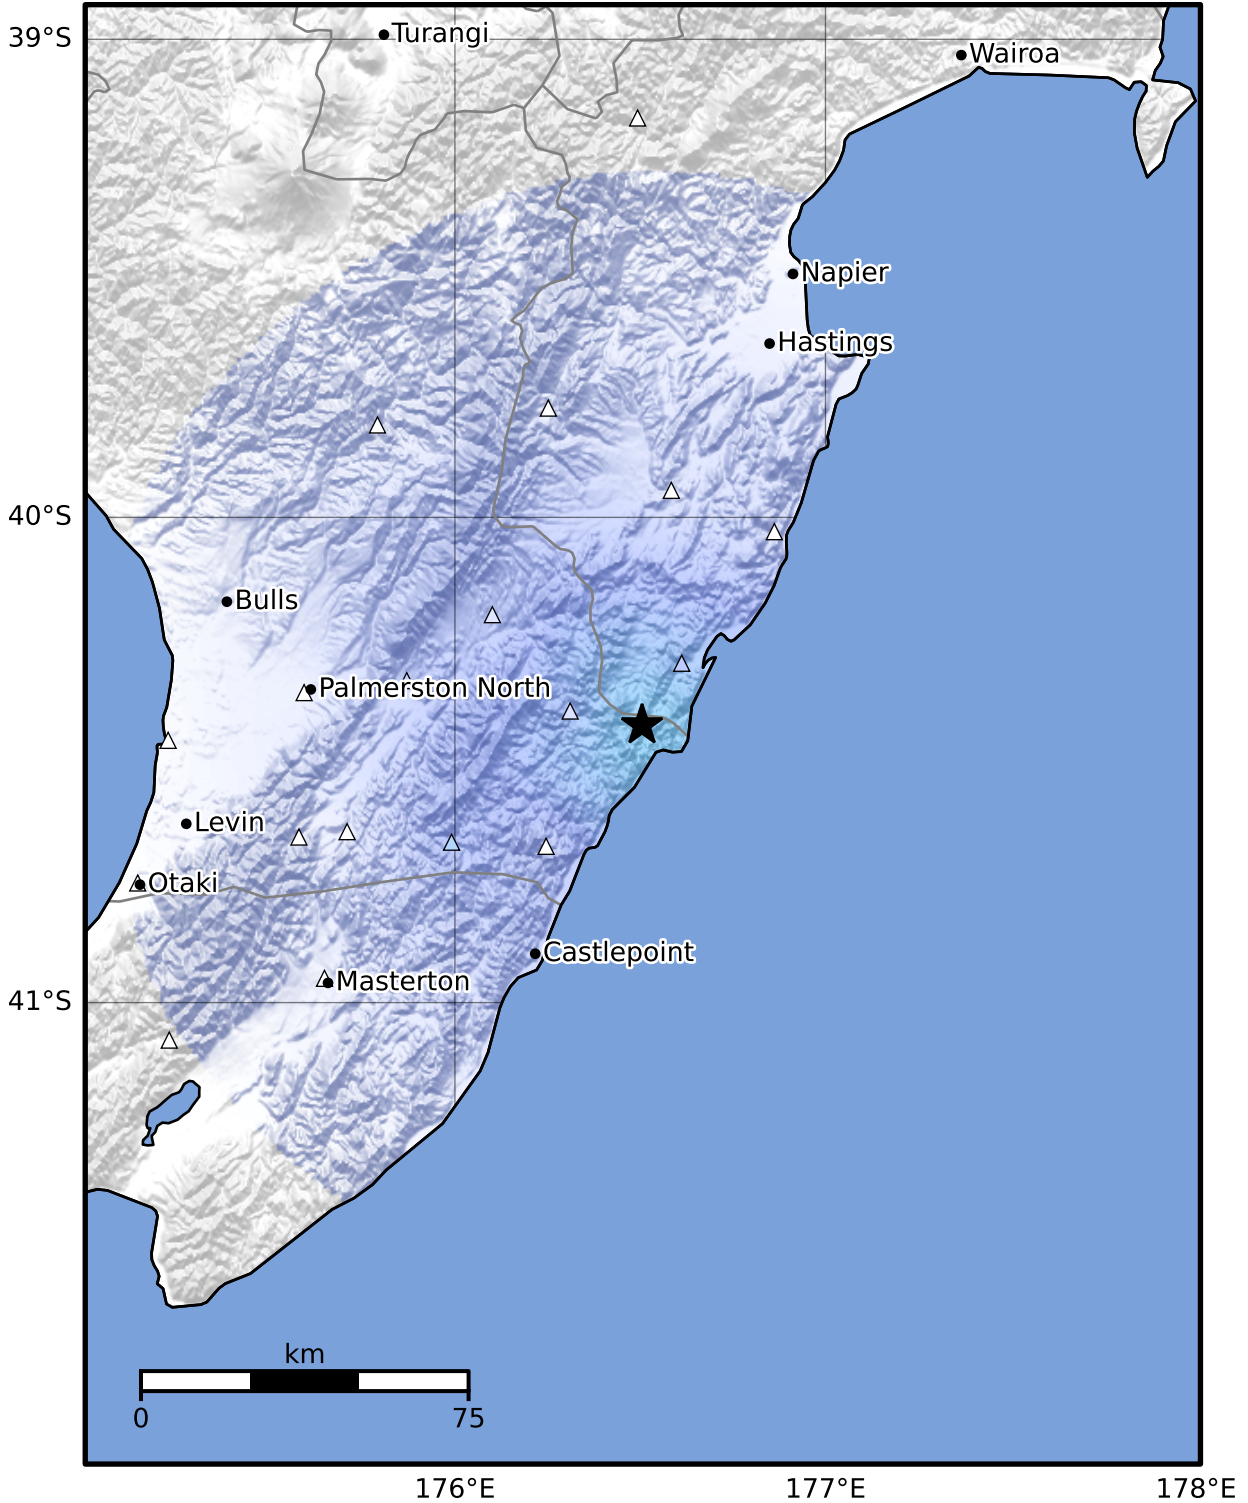 Turangi
39°S
Wairoa
Napier
Hastings
40°S
Bulls
Palmerston North
Levin
Otaki
Castlepoint
Masterton
41°S
km
0
75
176°E
177°E
178°E